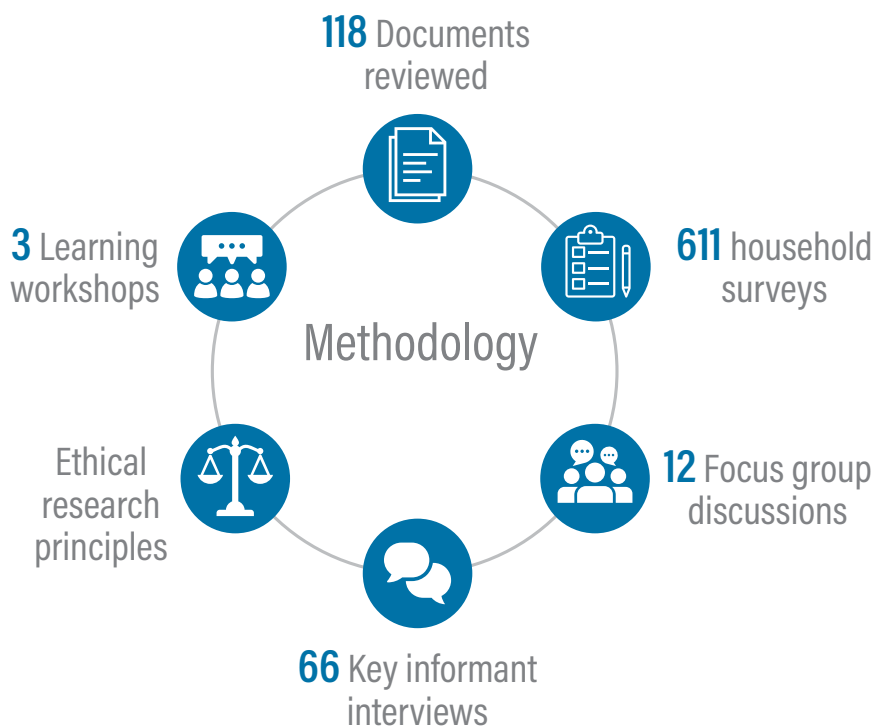 118 Documents
reviewed
611 household
surveys
12 Focus group
discussions
66 Key informant
interviews
Ethical
research
principles
3 Learning
workshops
Methodology